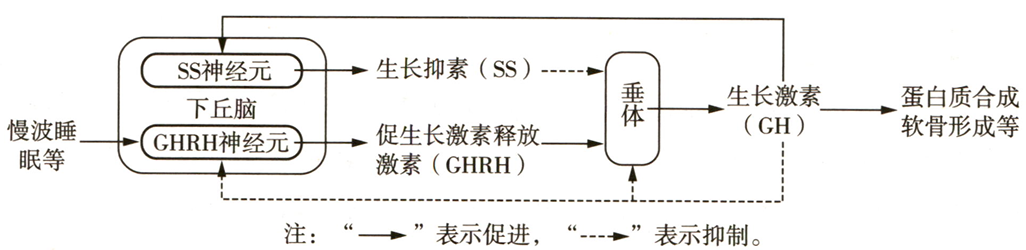 SS神经元
生长抑素（SS）
下丘脑
慢波睡
眠等
GHRH神经元
促生长激素释放
激素（GHRH）
垂
体
生长激素
（GH）
蛋白质合成
软骨形成等
注：“——▸”表示促进，“----▸”表示抑制。